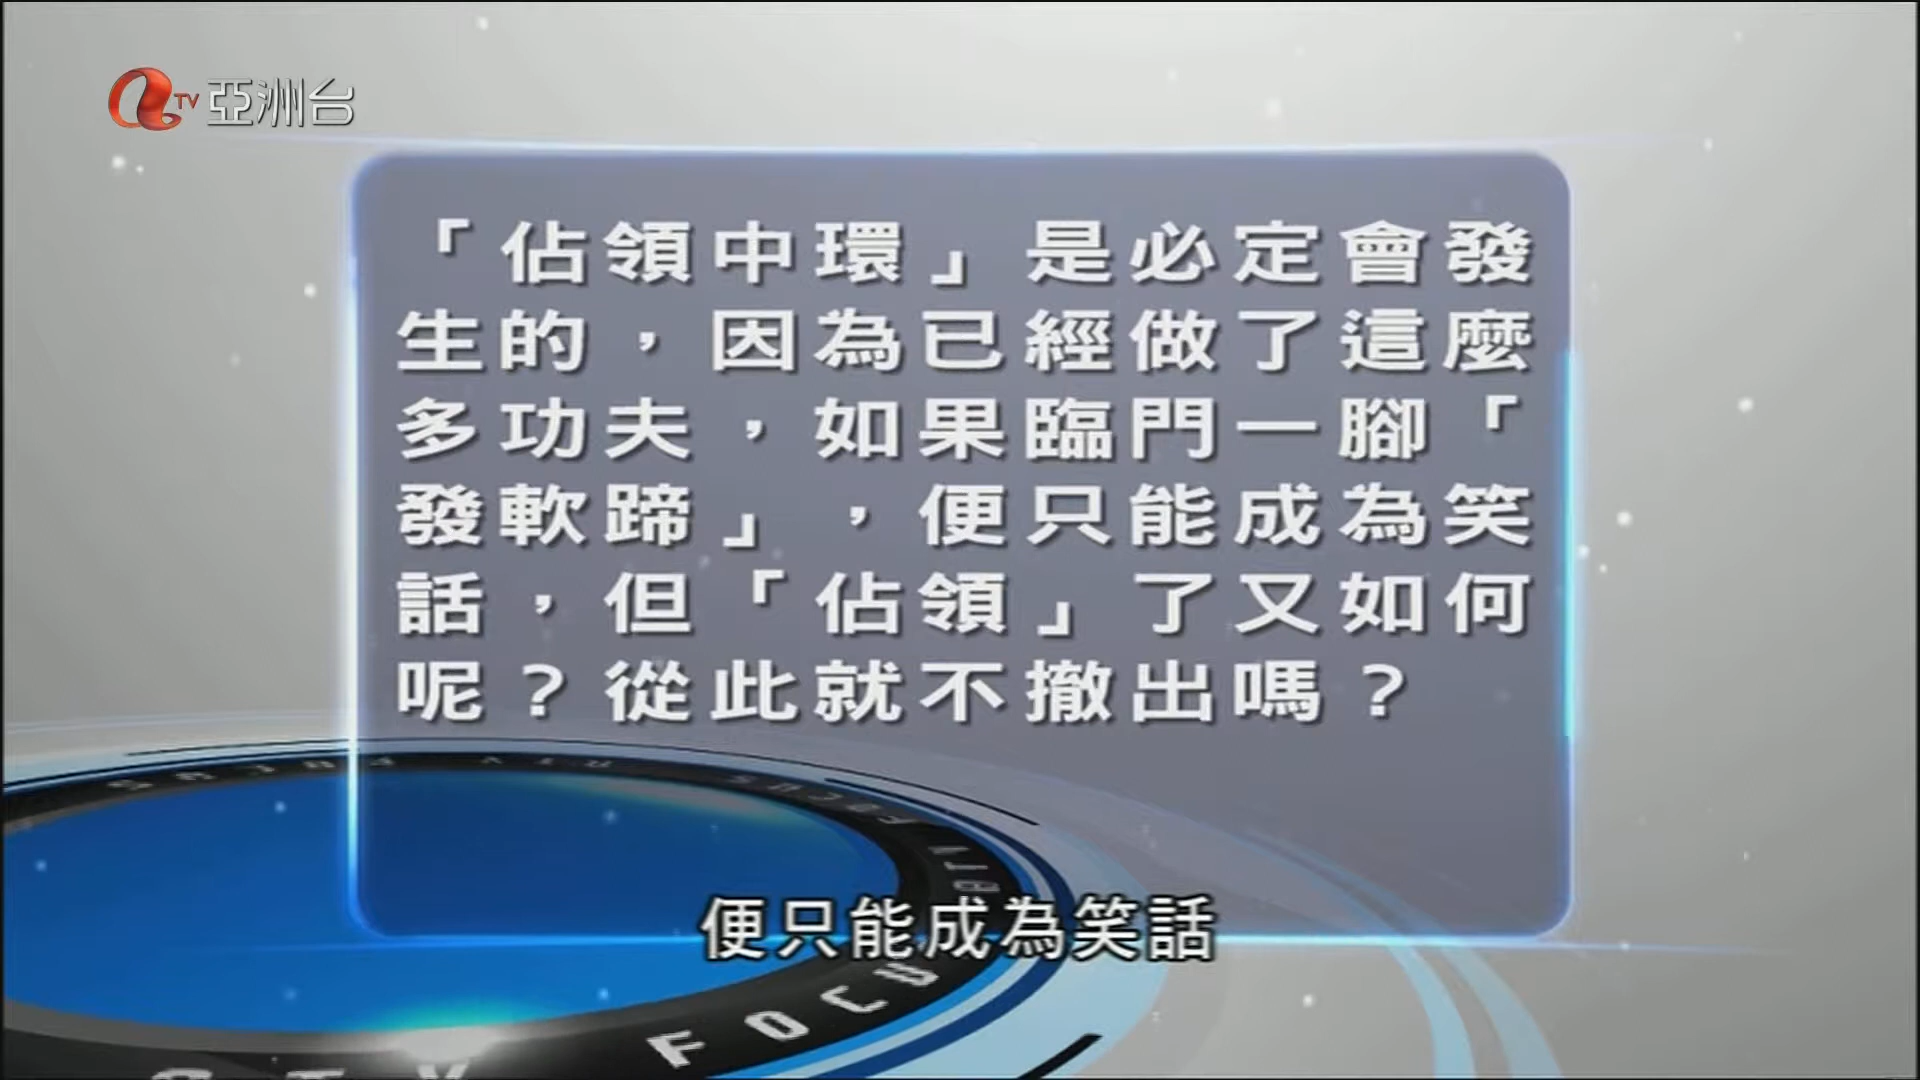 TV 亞洲台
「佔領中環」是必定會發
生的，因為已經做了這麼
多功夫，如果臨門一腳「
發軟蹄」，便只能成為笑
話，但「佔領」了又如何
呢？從此就不撤出嗎？
便只能成為笑話
FOCUS